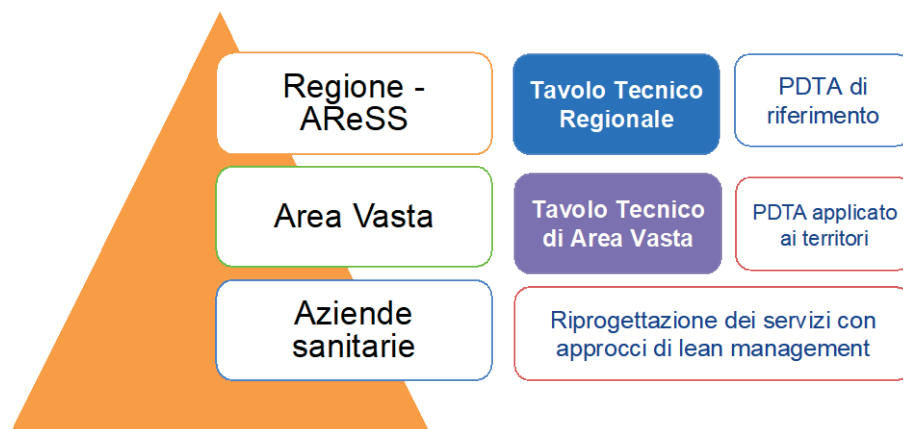 Regione -
AReSS
Tavolo Tecnico
Regionale
PDTA di
riferimento
Area Vasta
Tavolo Tecnico
di Area Vasta
PDTA applicato
ai territori
Aziende
sanitarie
Riprogettazione dei servizi con
approcci di lean management